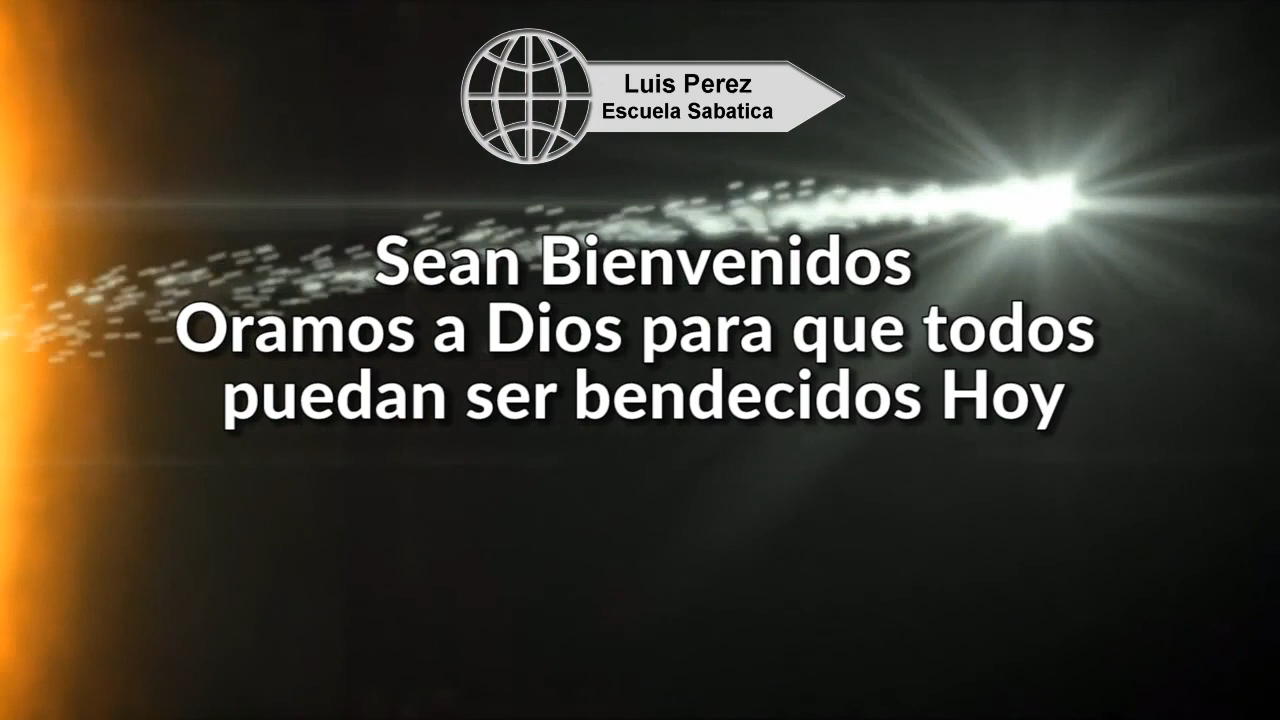 Luis Perez
Escuela Sabatica
Sean Bienvenidos
Oramos a Dios para que todos
puedan ser bendecidos Hoy